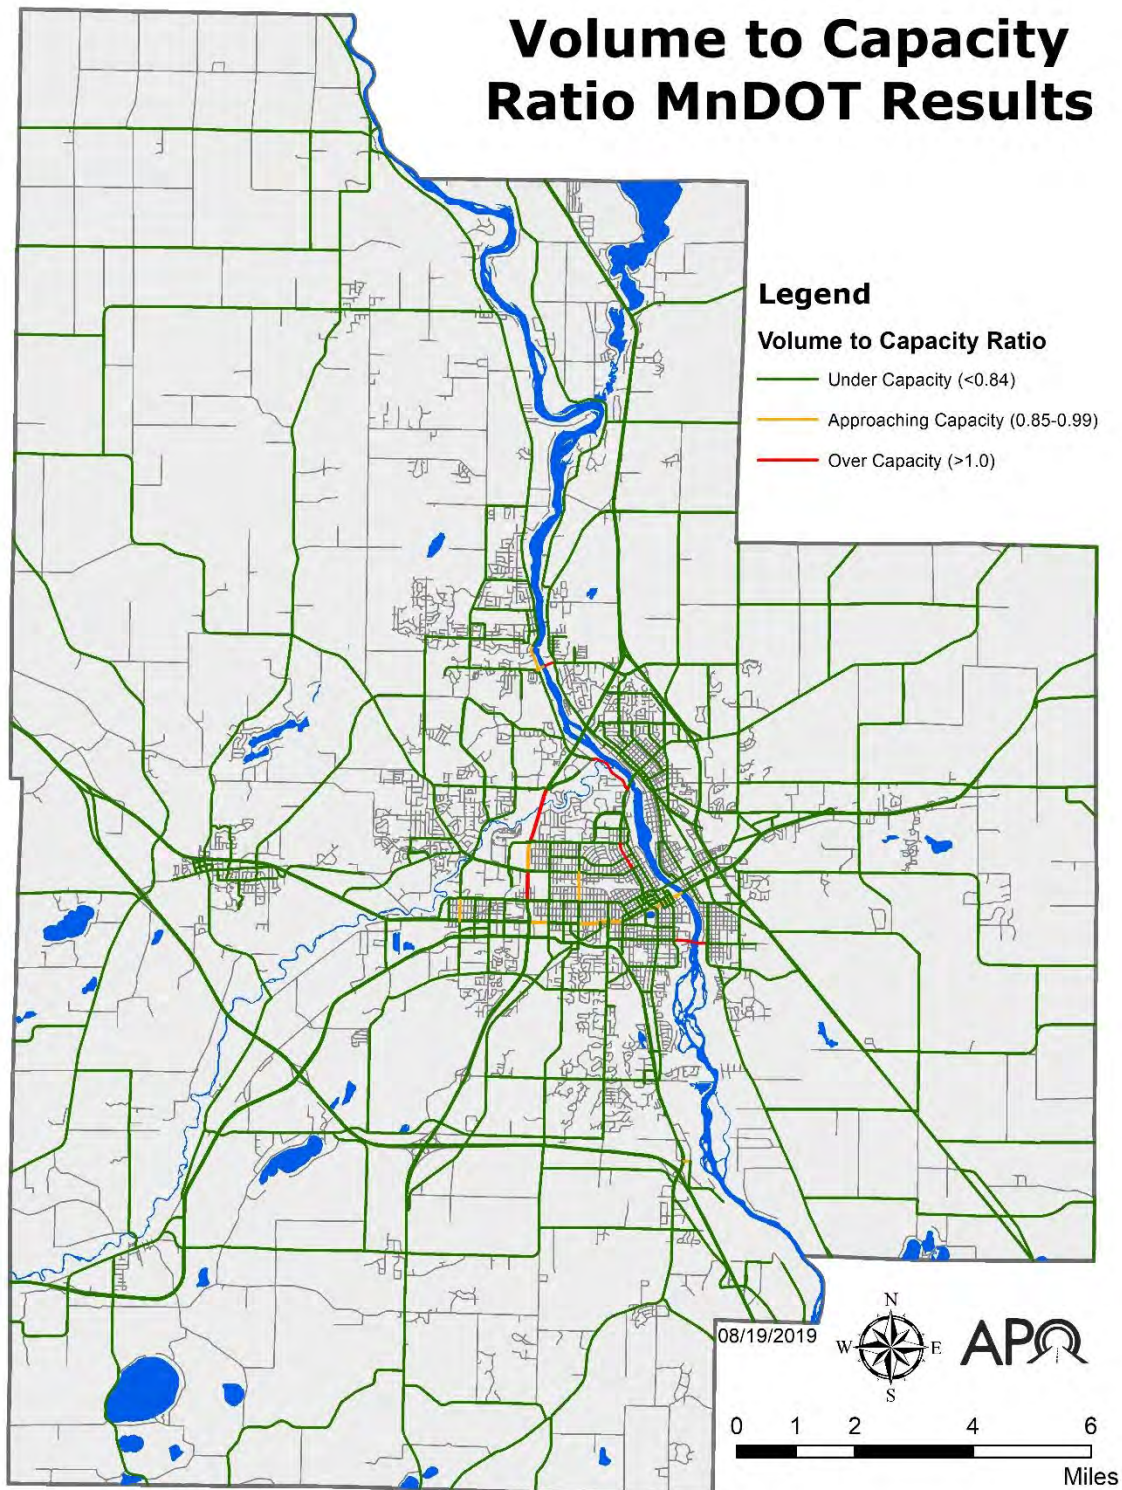 Volume to Capacity
Ratio MnDOT Results
Legend
Volume to Capacity Ratio
Under Capacity (<0.84)
Approaching Capacity (0.85-0.99)
Over Capacity (>1.0)
08/19/2019
N
W E
S
APO
0 1 2 4 6
Miles